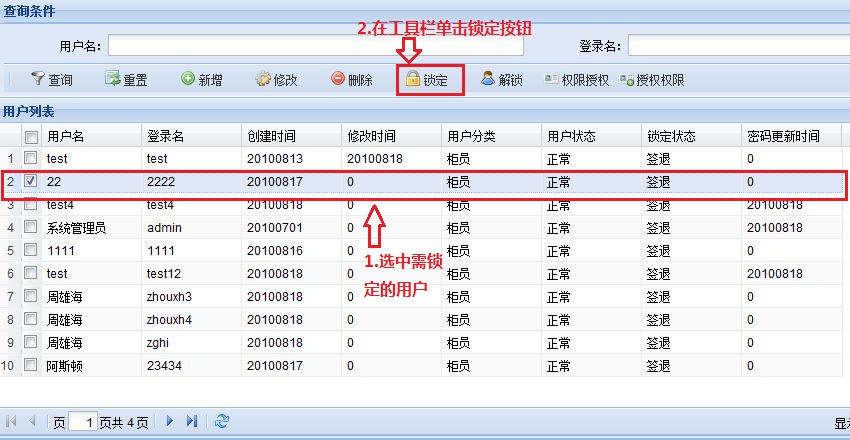 查询条件
2.在工具栏单击锁定按钮
用户名: 登录名:
查询 重置 新增 修改 删除 锁定 解锁 权限授权 授权权限
用户列表
用户名 登录名 创建时间 修改时间 用户分类 用户状态 锁定状态 密码更新时间
1 test test 20100813 20100818 柜员 正常 签退 0
2 22 2222 20100817 0 柜员 正常 签退 0
3 test4 test4 20100818 0 柜员 正常 签退 20100818
4 系统管理员 admin 20100701 0 柜员 正常 签退 20100818
5 1111 1111 20100816 0 柜员 正常 签退 0
1.选中需锁
6 test test12 20100818 0 柜员 正常 签退 20100818
定的用户
7 周雄海 zhouxh3 20100818 0 柜员 正常 签退 0
8 周雄海 zhouxh4 20100818 0 柜员 正常 签退 0
9 周雄海 zghi 20100818 0 柜员 正常 签退 0
10 阿斯顿 23434 20100817 0 柜员 正常 签退 0
页 1 页共 4 页